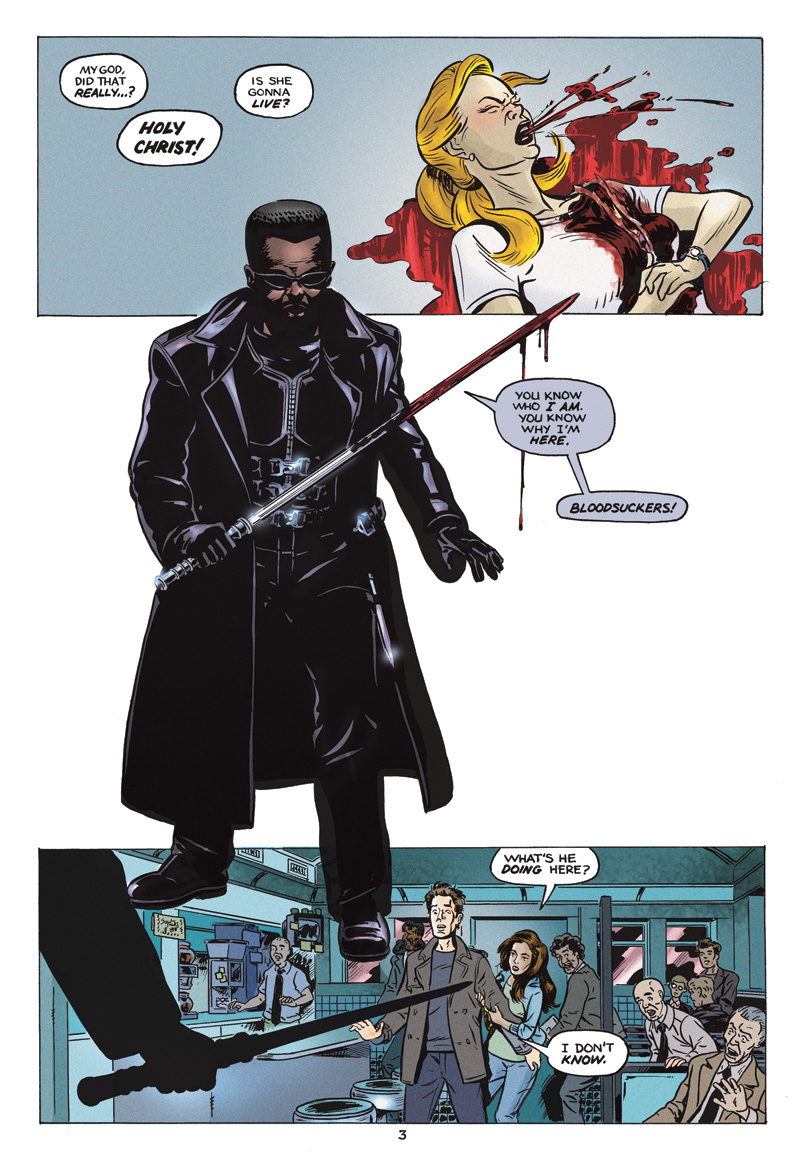 MY GOD,
DID THAT
REALLY...?
HOLY
CHRIST!
IS SHE
GONNA
LIVE?
YOU KNOW
WHO I AM.
YOU KNOW
WHY I'M
HERE.
BLOODSUCKERS!
WHAT'S HE
DOING HERE?
I DON'T
KNOW.
3